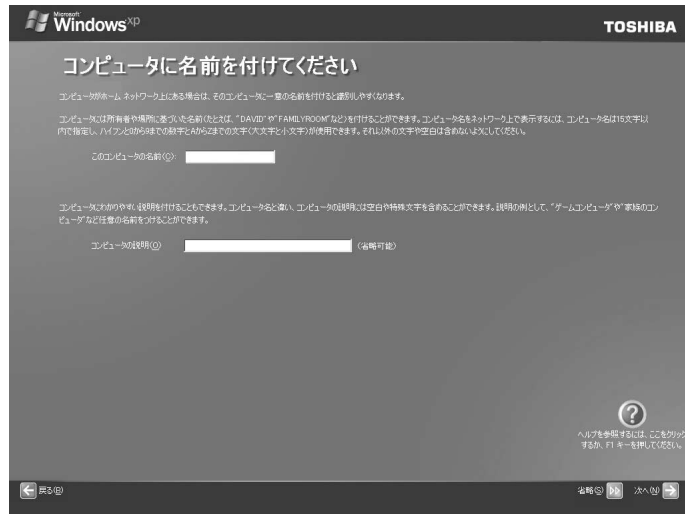 Microsoft
Windows xp
TOSHIBA
コンピュータに名前を付けてください
コンピュータがホーム ネットワーク上にある場合は、そのコンピュータに一意の名前を付けると識別しやすくなります。
コンピュータには所有者や場所に基づいた名前(たとえば、"DAVID" や "FAMILYROOM" など)を付けることができます。コンピュータ名をネットワーク上で表示するには、コンピュータ名は15文字以
内で指定し、ハイフンと0から9までの数字とAからZまでの文字(大文字と小文字)が使用できます。それ以外の文字や空白は含めないようにしてください。
このコンピュータの名前(C):
コンピュータにわかりやすい説明を付けることもできます。コンピュータ名と違い、コンピュータの説明には空白や特殊文字を含めることができます。説明の例として、"ゲームコンピュータ" や "家族のコン
ピュータ" など任意の名前をつけることができます。
コンピュータの説明(O)
(省略可能)
ヘルプを参照するには、ここをクリック
するか、F1 キーを押してください。
戻る(B)
省略(S)
次へ(N)